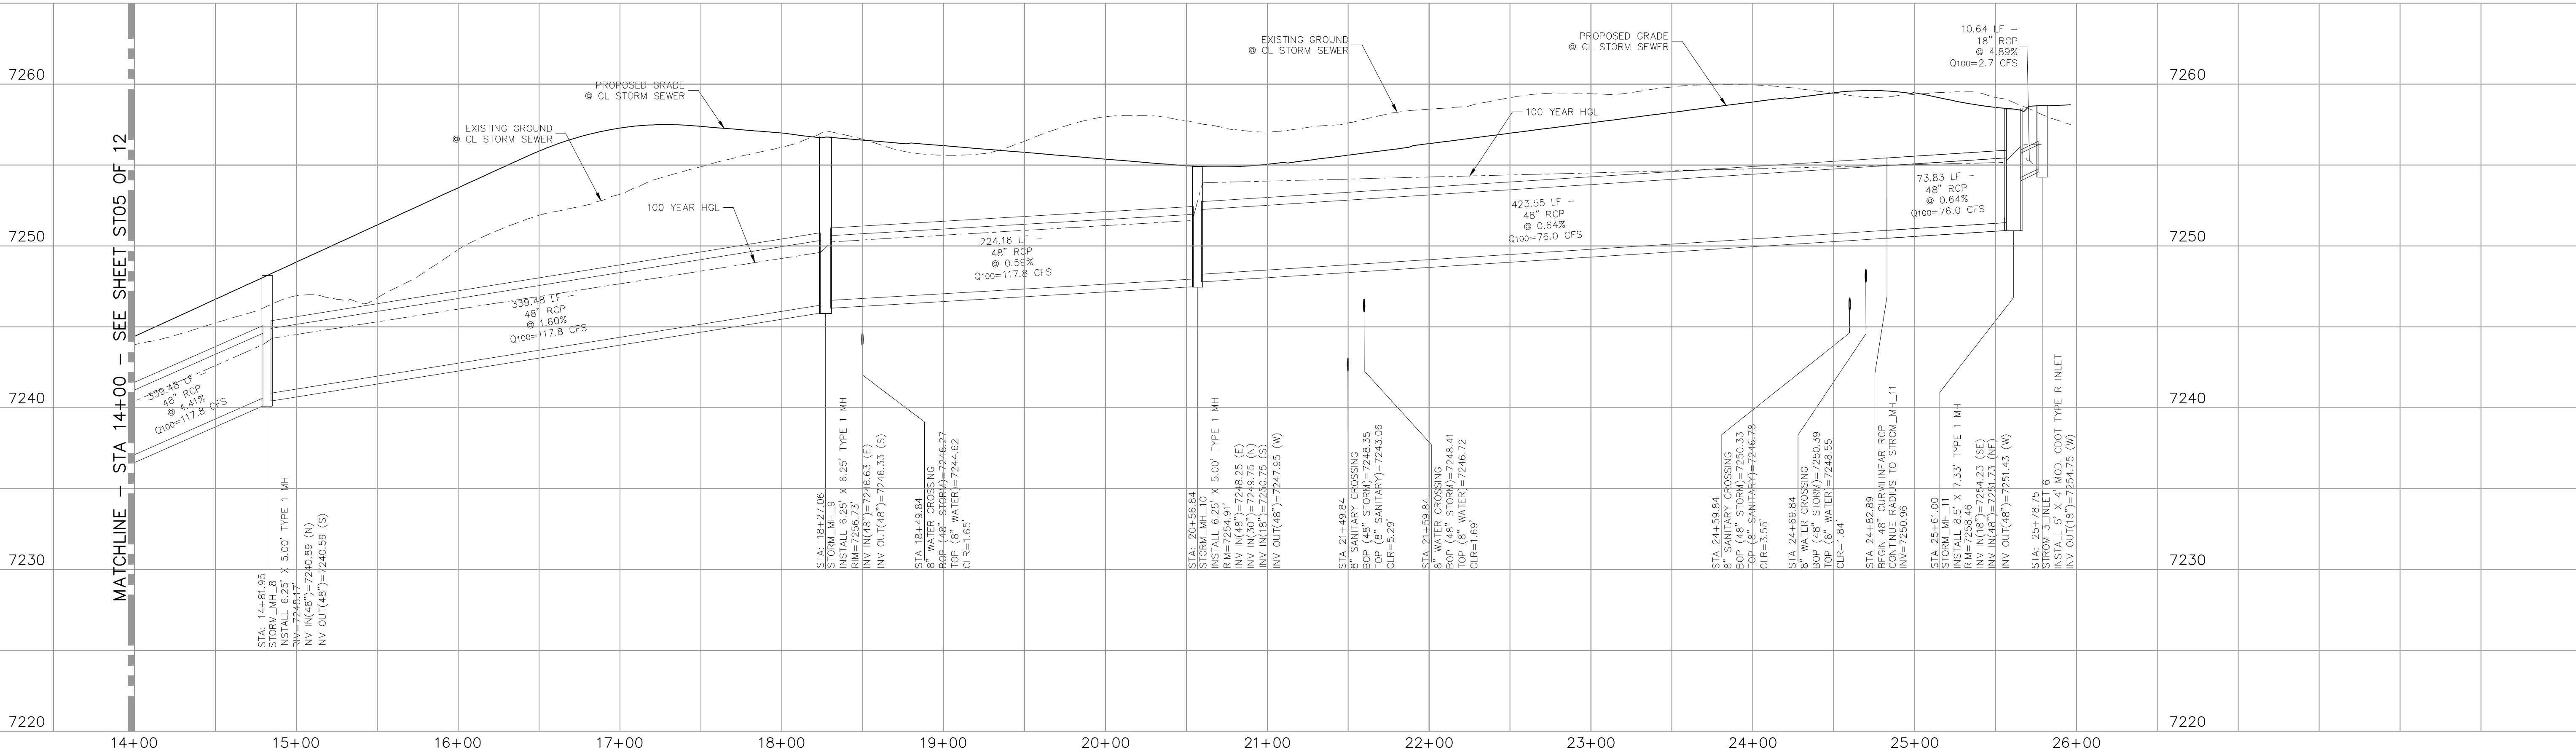 7260
7250
7240
7230
7220
MATCHLINE - STA 14+00 - SEE SHEET ST05 OF 12
339.48 LF -
48" RCP
@ 4.41%
Q100=117.8 CFS
STA: 14+81.95
STORM_MH_8
INSTALL 6.25' X 5.00' TYPE 1 MH
RIM=7248.17'
INV IN(48")=7240.89 (N)
INV OUT(48")=7240.59 (S)
EXISTING GROUND
@ CL STORM SEWER
PROPOSED GRADE
@ CL STORM SEWER
100 YEAR HGL
339.48 LF -
48" RCP
@ 1.60%
Q100=117.8 CFS
STA: 18+27.06
STORM_MH_9
INSTALL 6.25' X 6.25' TYPE 1 MH
RIM=7256.73'
INV IN(48")=7246.63 (E)
INV OUT(48")=7246.33 (S)
STA 18+49.84
8" WATER CROSSING
BOP (48" STORM)=7246.27
TOP (8" WATER)=7244.62
CLR=1.65'
224.16 LF -
48" RCP
@ 0.59%
Q100=117.8 CFS
STA: 20+56.84
STORM_MH_10
INSTALL 6.25' X 5.00' TYPE 1 MH
RIM=7254.91'
INV IN(48")=7248.25 (E)
INV IN(30")=7249.75 (N)
INV IN(18")=7250.75 (S)
INV OUT(48")=7247.95 (W)
EXISTING GROUND
@ CL STORM SEWER
100 YEAR HGL
PROPOSED GRADE
@ CL STORM SEWER
STA 21+49.84
8" SANITARY CROSSING
BOP (48" STORM)=7248.35
TOP (8" SANITARY)=7243.06
CLR=5.29'
STA 21+59.84
8" WATER CROSSING
BOP (48" STORM)=7248.41
TOP (8" WATER)=7246.72
CLR=1.69'
423.55 LF -
48" RCP
@ 0.64%
Q100=76.0 CFS
STA 24+59.84
8" SANITARY CROSSING
BOP (48" STORM)=7250.33
TOP (8" SANITARY)=7246.78
CLR=3.55'
STA 24+69.84
8" WATER CROSSING
BOP (48" STORM)=7250.39
TOP (8" WATER)=7248.55
CLR=1.84'
STA 24+82.89
BEGIN 48" CURVILINEAR RCP
CONTINUE RADIUS TO STROM_MH_11
INV=7250.96
73.83 LF -
48" RCP
@ 0.64%
Q100=76.0 CFS
STA 25+61.00
STORM_MH_11
INSTALL 8.5' X 7.33' TYPE 1 MH
RIM=7258.46
INV IN(18")=7254.23 (SE)
INV IN(48")=7251.73 (NE)
INV OUT(48")=7251.43 (W)
10.64 LF -
18" RCP
@ 4.89%
Q100=2.7 CFS
STA: 25+78.75
STROM 3_INLET 6
INSTALL 5' X 4' MOD. CDOT TYPE R INLET
INV OUT(18")=7254.75 (W)
7260
7250
7240
7230
7220
14+00 15+00 16+00 17+00 18+00 19+00 20+00 21+00 22+00 23+00 24+00 25+00 26+00